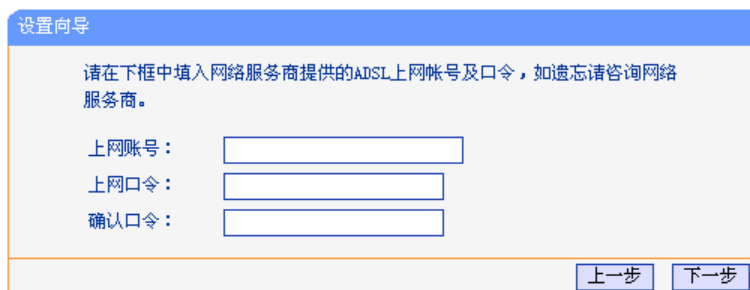 设置向导
请在下框中填入网络服务商提供的ADSL上网帐号及口令，如遗忘请咨询网络
服务商。
上网账号：
上网口令：
确认口令：
上一步 下一步